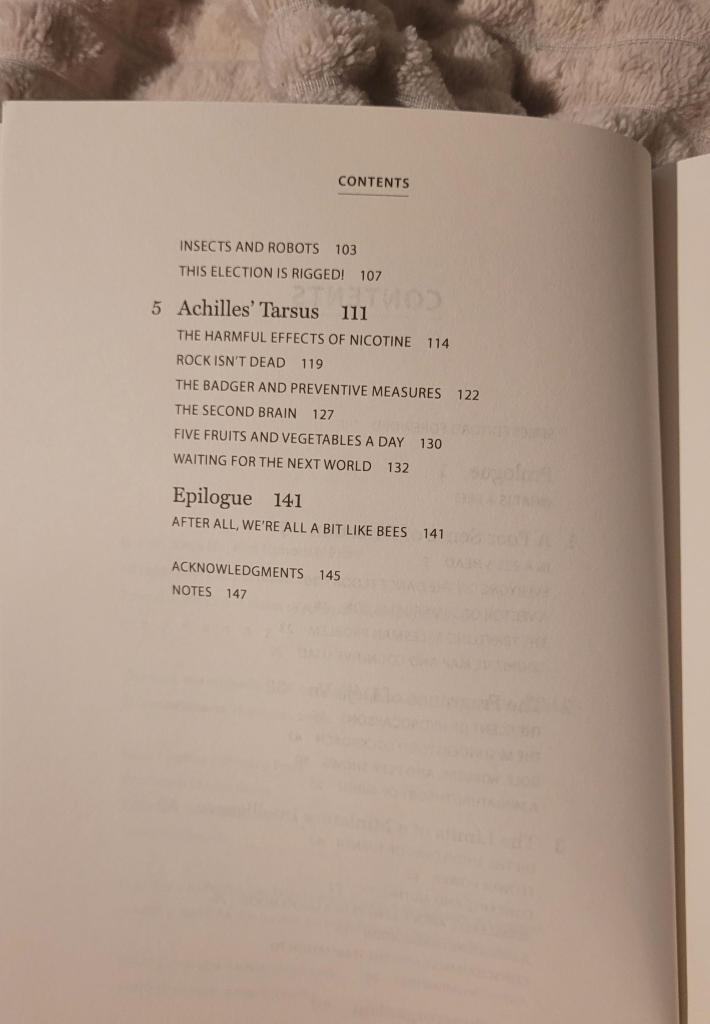 CONTENTS
INSECTS AND ROBOTS 103
THIS ELECTION IS RIGGED! 107
5 Achilles' Tarsus 111
THE HARMFUL EFFECTS OF NICOTINE 114
ROCK ISN'T DEAD 119
THE BADGER AND PREVENTIVE MEASURES 122
THE SECOND BRAIN 127
FIVE FRUITS AND VEGETABLES A DAY 130
WAITING FOR THE NEXT WORLD 132
Epilogue 141
AFTER ALL, WE'RE ALL A BIT LIKE BEES 141
ACKNOWLEDGMENTS 145
NOTES 147